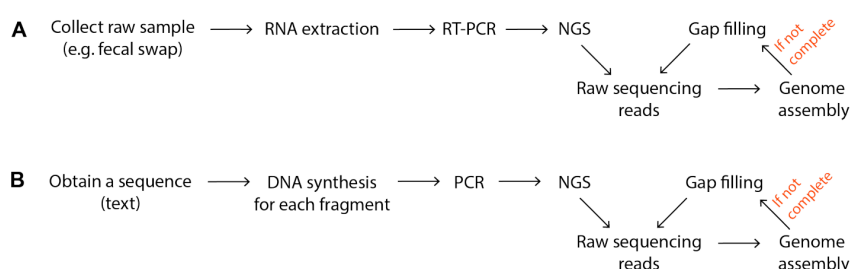 A
Collect raw sample
(e.g. fecal swap)
RNA extraction
RT-PCR
NGS
Gap filling
If not
complete
Raw sequencing
reads
Genome
assembly
B
Obtain a sequence
(text)
DNA synthesis
for each fragment
PCR
NGS
Gap filling
If not
complete
Raw sequencing
reads
Genome
assembly